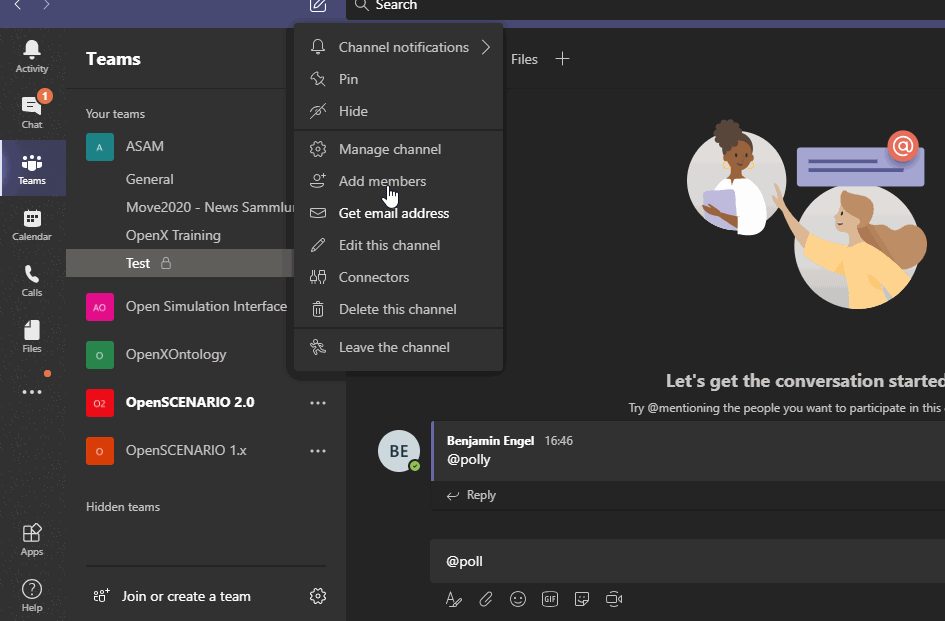 Search
Activity
1
Chat
Teams
Calendar
Calls
Files
Apps
Help
Teams
Your teams
A
ASAM
General
Move2020 - News Sammlu
OpenX Training
Test
AO
Open Simulation Interface
O
OpenXOntology
O2
OpenSCENARIO 2.0
O
OpenSCENARIO 1.x
Hidden teams
Join or create a team
Channel notifications
Pin
Hide
Manage channel
Add members
Get email address
Edit this channel
Connectors
Delete this channel
Leave the channel
Files
@
Let's get the conversation started
Try @mentioning the people you want to participate in this
BE
Benjamin Engel 16:46
@polly
Reply
@poll
GIF